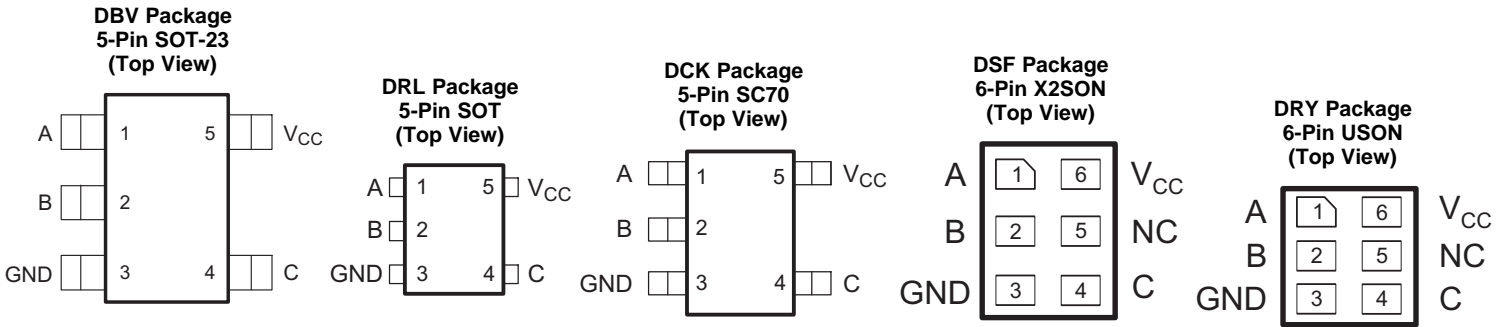 DBV Package
5-Pin SOT-23
(Top View)
A 1 5 VCC
B 2
GND 3 4 C
DRL Package
5-Pin SOT
(Top View)
A 1 5 VCC
B 2
GND 3 4 C
DCK Package
5-Pin SC70
(Top View)
A 1 5 VCC
B 2
GND 3 4 C
DSF Package
6-Pin X2SON
(Top View)
A 1 6 VCC
B 2 5 NC
GND 3 4 C
DRY Package
6-Pin USON
(Top View)
A 1 6 VCC
B 2 5 NC
GND 3 4 C